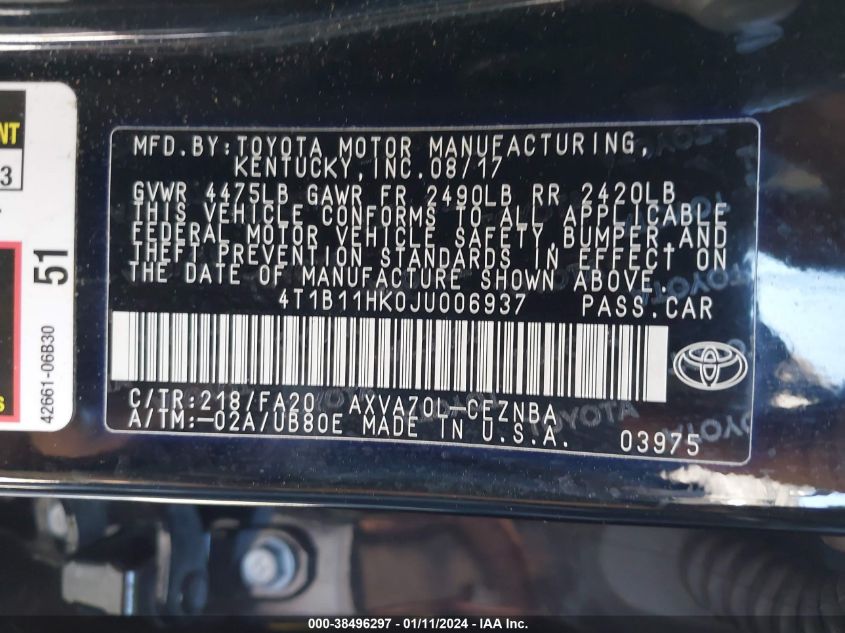 MFD.BY:TOYOTA MOTOR MANUFACTURING,
KENTUCKY,INC.08/17
GVWR 4475LB GAWR FR 2490LB RR 2420LB
THIS VEHICLE CONFORMS TO ALL APPLICABLE
FEDERAL MOTOR VEHICLE SAFETY,BUMPER,AND
THEFT PREVENTION STANDARDS IN EFFECT ON
THE DATE OF MANUFACTURE SHOWN ABOVE.
4T1B11HK0JU006937 PASS.CAR
C/TR:218/FA20 AXVA70L-CEZNBA
A/TM:-02A/UB80E MADE IN U.S.A.
03975
51
42661-06B30
3
000-38496297 - 01/11/2024 - IAA Inc.